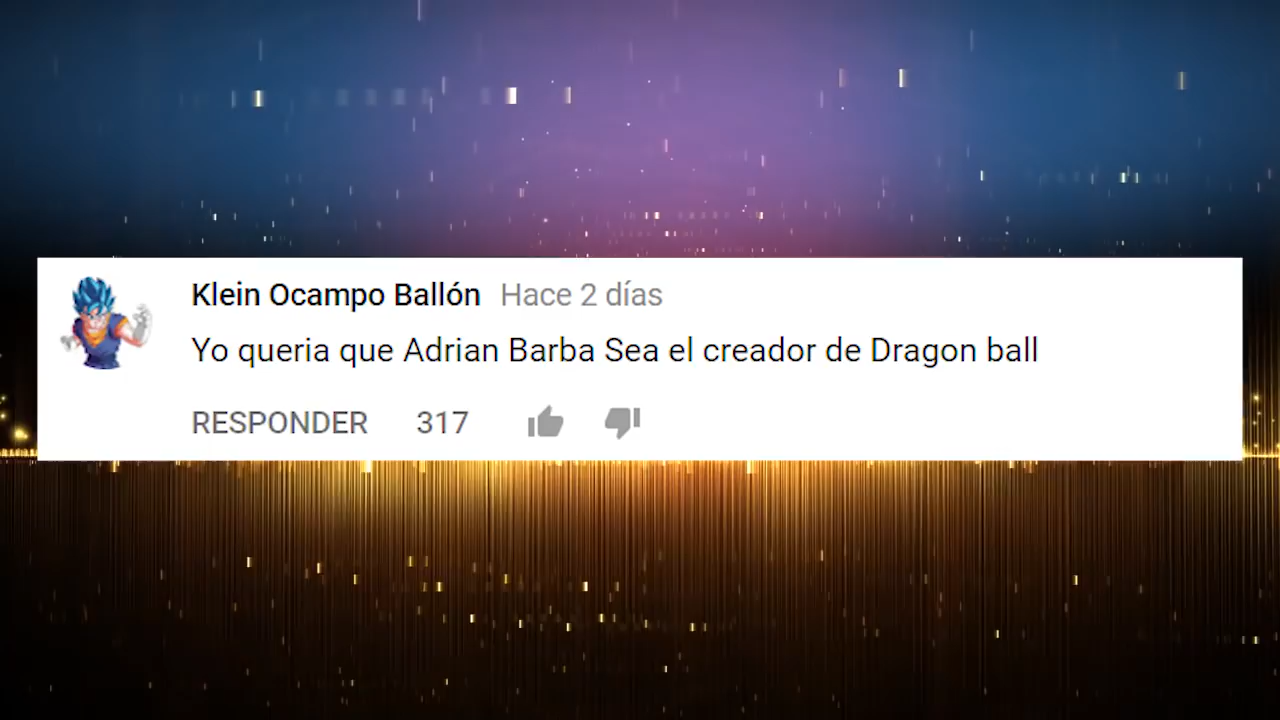 Klein Ocampo Ballón Hace 2 días
Yo queria que Adrian Barba Sea el creador de Dragon ball
RESPONDER 317